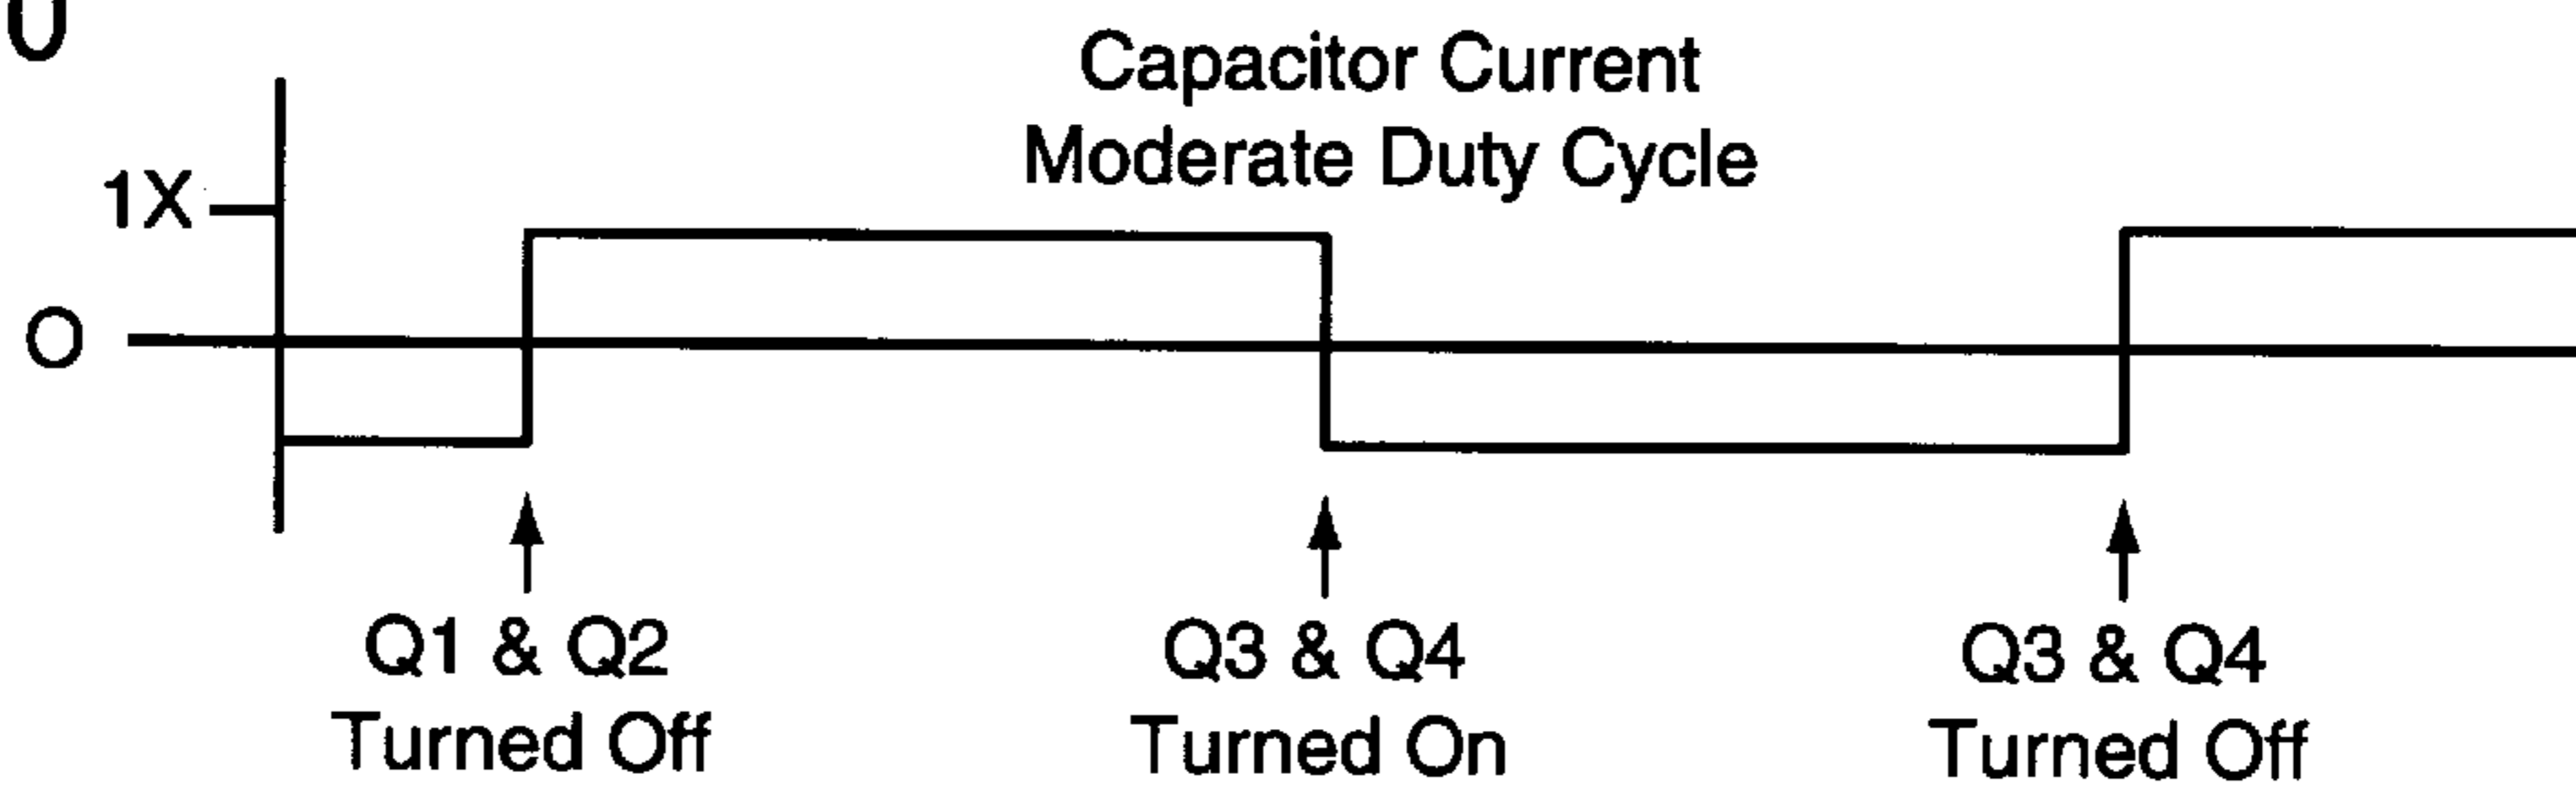 Capacitor Current
Moderate Duty Cycle
1X
O
Q1 & Q2
Turned Off
Q3 & Q4
Turned On
Q3 & Q4
Turned Off